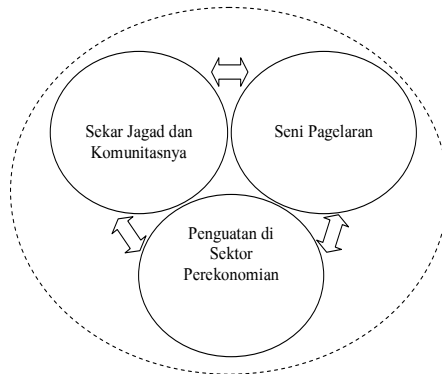 Sekar Jagad dan
Komunitasnya
Seni Pagelaran
Penguatan di
Sektor
Perekonomian